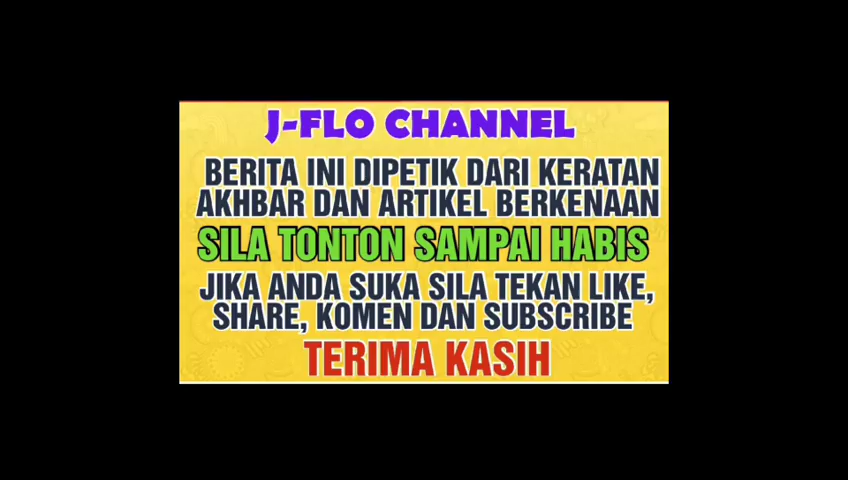 J-FLO CHANNEL
BERITA INI DIPETIK DARI KERATAN
AKHBAR DAN ARTIKEL BERKENAAN
SILA TONTON SAMPAI HABIS
JIKA ANDA SUKA SILA TEKAN LIKE,
SHARE, KOMEN DAN SUBSCRIBE
TERIMA KASIH